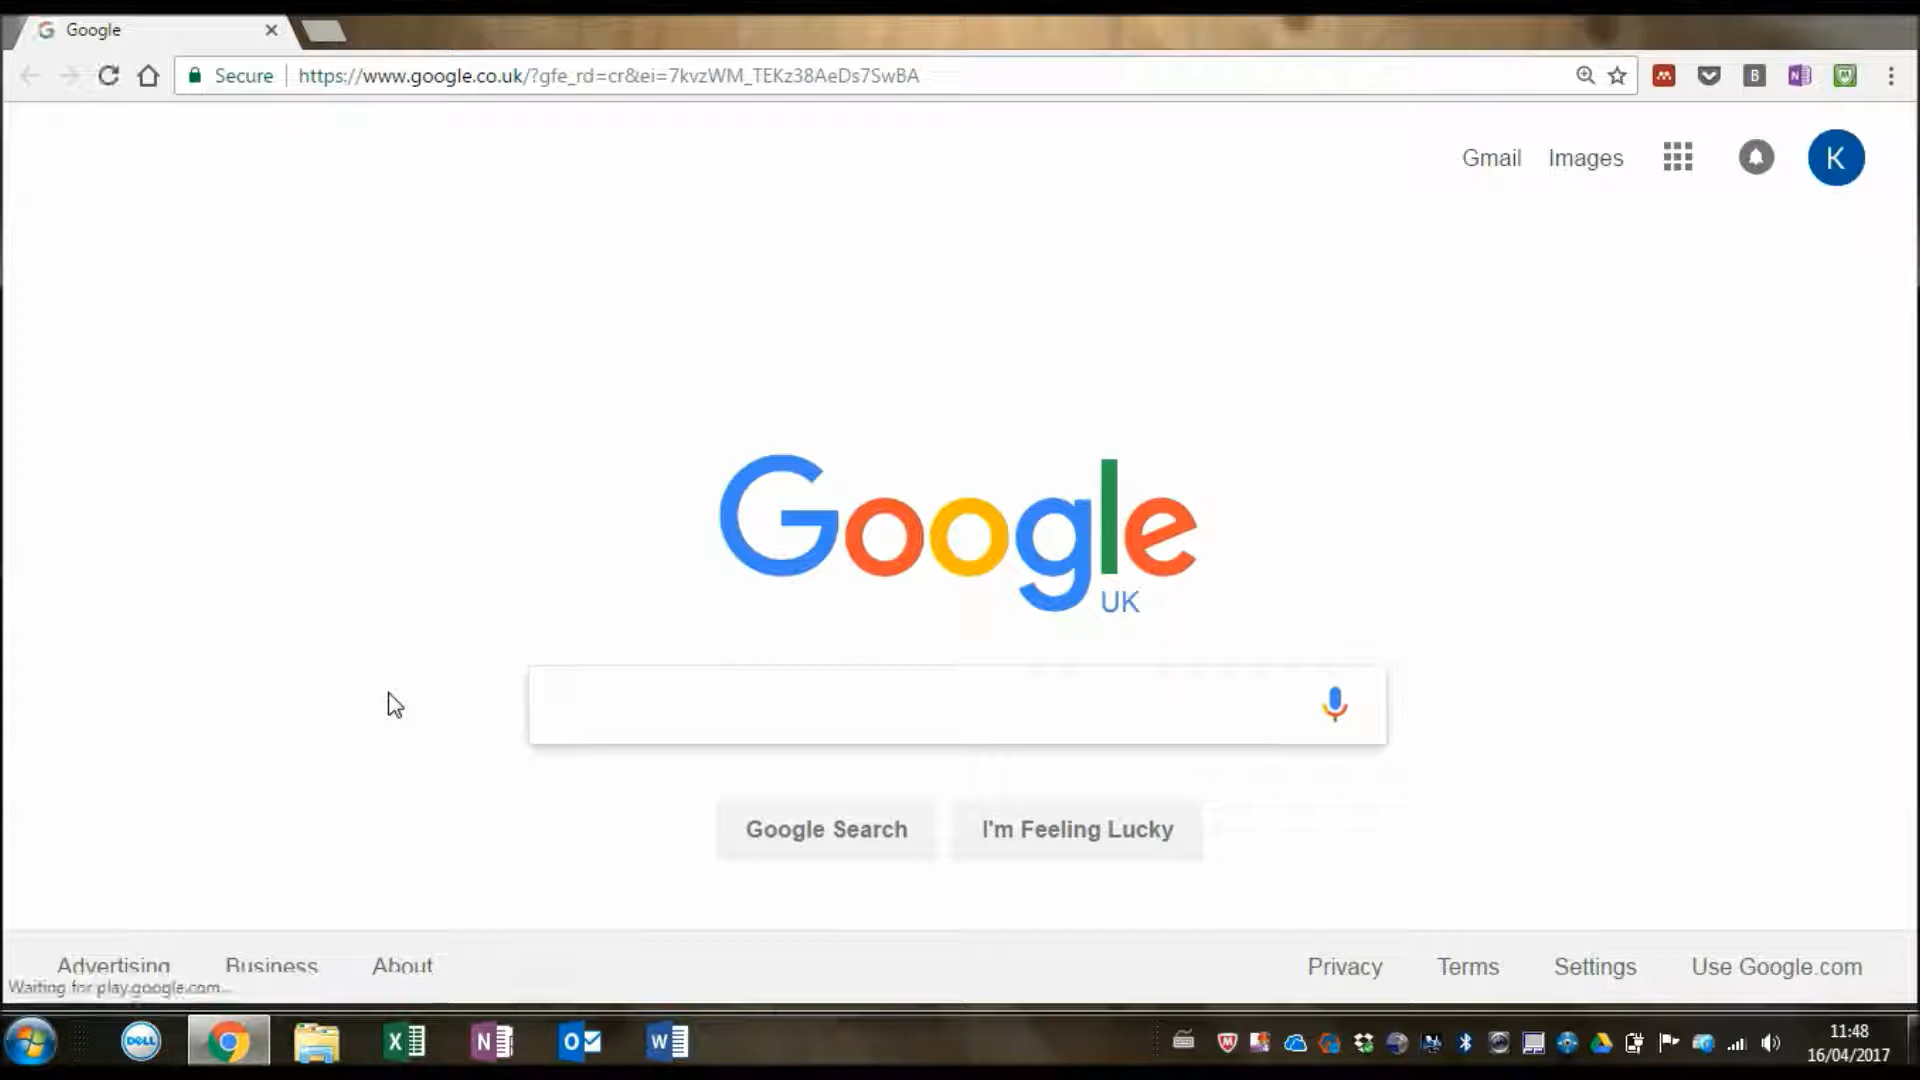 Google
Secure
https://www.google.co.uk/?gfe_rd=cr&ei=7kvzWM_TEKz38AeDs7SwBA
B
N
Gmail
Images
K
Google
UK
Google Search
I'm Feeling Lucky
Advertising
Business
About
Privacy
Terms
Settings
Use Google.com
Waiting for play.google.com...
DELL
X
N
O
W
11:48
16/04/2017